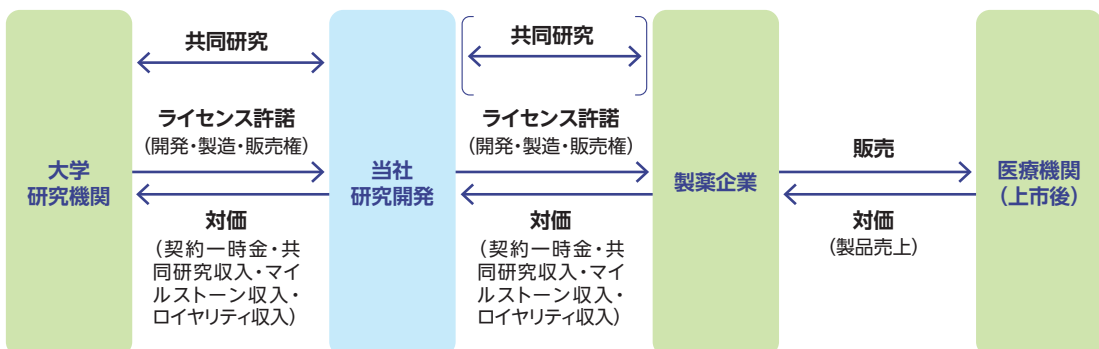 大学
研究機関
共同研究
ライセンス許諾
(開発・製造・販売権)
対価
(契約一時金・共
同研究収入・マイ
ルストーン収入・
ロイヤリティ収入)
当社
研究開発
共同研究
ライセンス許諾
(開発・製造・販売権)
対価
(契約一時金・共
同研究収入・マイ
ルストーン収入・
ロイヤリティ収入)
製薬企業
販売
対価
(製品売上)
医療機関
(上市後)